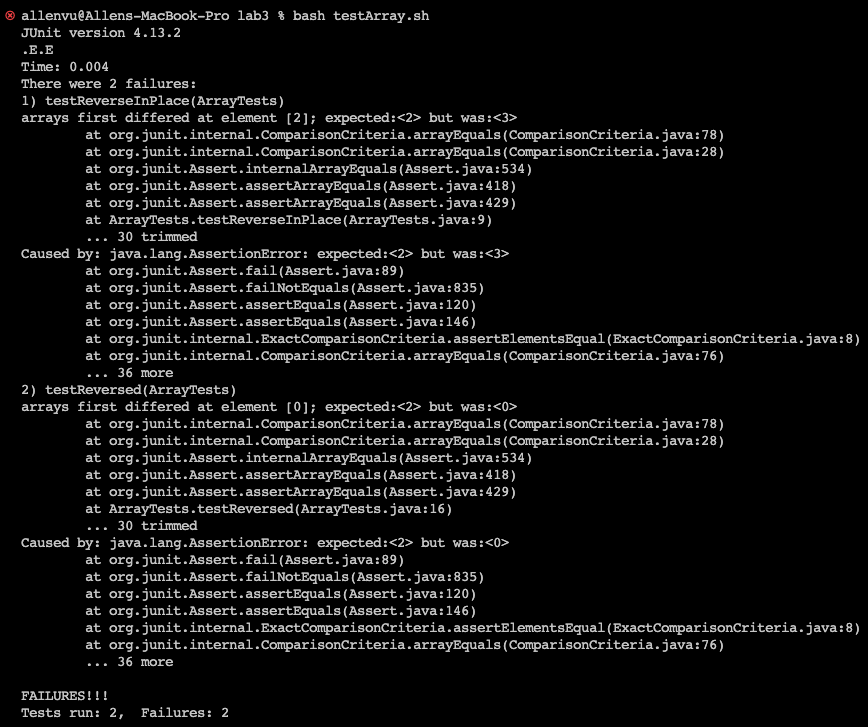 allenvu@Allens-MacBook-Pro lab3 % bash testArray.sh
JUnit version 4.13.2
.E.E
Time: 0.004
There were 2 failures:
1) testReverseInPlace(ArrayTests)
arrays first differed at element [2]; expected:<2> but was:<3>
        at org.junit.internal.ComparisonCriteria.arrayEquals(ComparisonCriteria.java:78)
        at org.junit.internal.ComparisonCriteria.arrayEquals(ComparisonCriteria.java:28)
        at org.junit.Assert.internalArrayEquals(Assert.java:534)
        at org.junit.Assert.assertArrayEquals(Assert.java:418)
        at org.junit.Assert.assertArrayEquals(Assert.java:429)
        at ArrayTests.testReverseInPlace(ArrayTests.java:9)
        ... 30 trimmed
Caused by: java.lang.AssertionError: expected:<2> but was:<3>
        at org.junit.Assert.fail(Assert.java:89)
        at org.junit.Assert.failNotEquals(Assert.java:835)
        at org.junit.Assert.assertEquals(Assert.java:120)
        at org.junit.Assert.assertEquals(Assert.java:146)
        at org.junit.internal.ExactComparisonCriteria.assertElementsEqual(ExactComparisonCriteria.java:8)
        at org.junit.internal.ComparisonCriteria.arrayEquals(ComparisonCriteria.java:76)
        ... 36 more
2) testReversed(ArrayTests)
arrays first differed at element [0]; expected:<2> but was:<0>
        at org.junit.internal.ComparisonCriteria.arrayEquals(ComparisonCriteria.java:78)
        at org.junit.internal.ComparisonCriteria.arrayEquals(ComparisonCriteria.java:28)
        at org.junit.Assert.internalArrayEquals(Assert.java:534)
        at org.junit.Assert.assertArrayEquals(Assert.java:418)
        at org.junit.Assert.assertArrayEquals(Assert.java:429)
        at ArrayTests.testReversed(ArrayTests.java:16)
        ... 30 trimmed
Caused by: java.lang.AssertionError: expected:<2> but was:<0>
        at org.junit.Assert.fail(Assert.java:89)
        at org.junit.Assert.failNotEquals(Assert.java:835)
        at org.junit.Assert.assertEquals(Assert.java:120)
        at org.junit.Assert.assertEquals(Assert.java:146)
        at org.junit.internal.ExactComparisonCriteria.assertElementsEqual(ExactComparisonCriteria.java:8)
        at org.junit.internal.ComparisonCriteria.arrayEquals(ComparisonCriteria.java:76)
        ... 36 more

FAILURES!!!
Tests run: 2,  Failures: 2